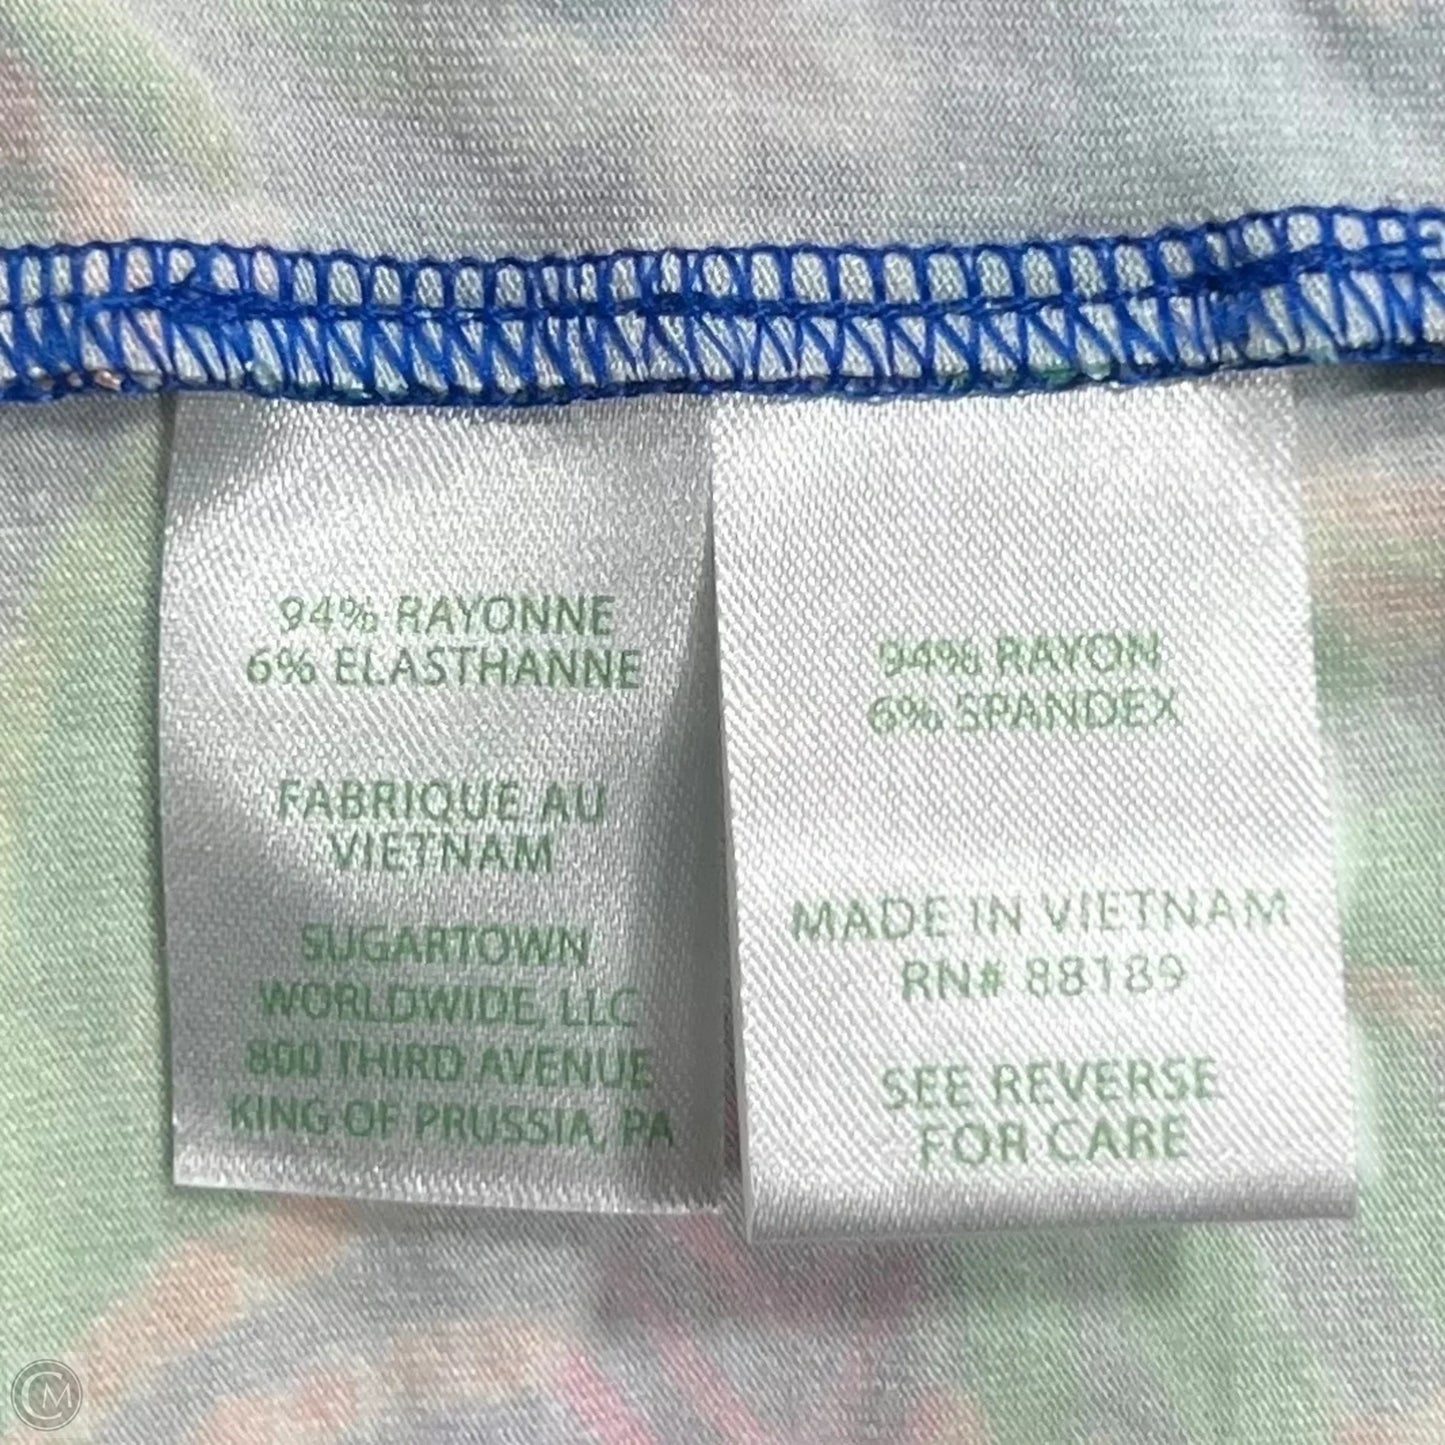 94% RAYONNE
6% ELASTHANNE
FABRIQUE AU
VIETNAM
SUGARTOWN
WORLDWIDE, LLC
800 THIRD AVENUE
KING OF PRUSSIA, PA
94% RAYON
6% SPANDEX
MADE IN VIETNAM
RN# 88189
SEE REVERSE
FOR CARE
CM